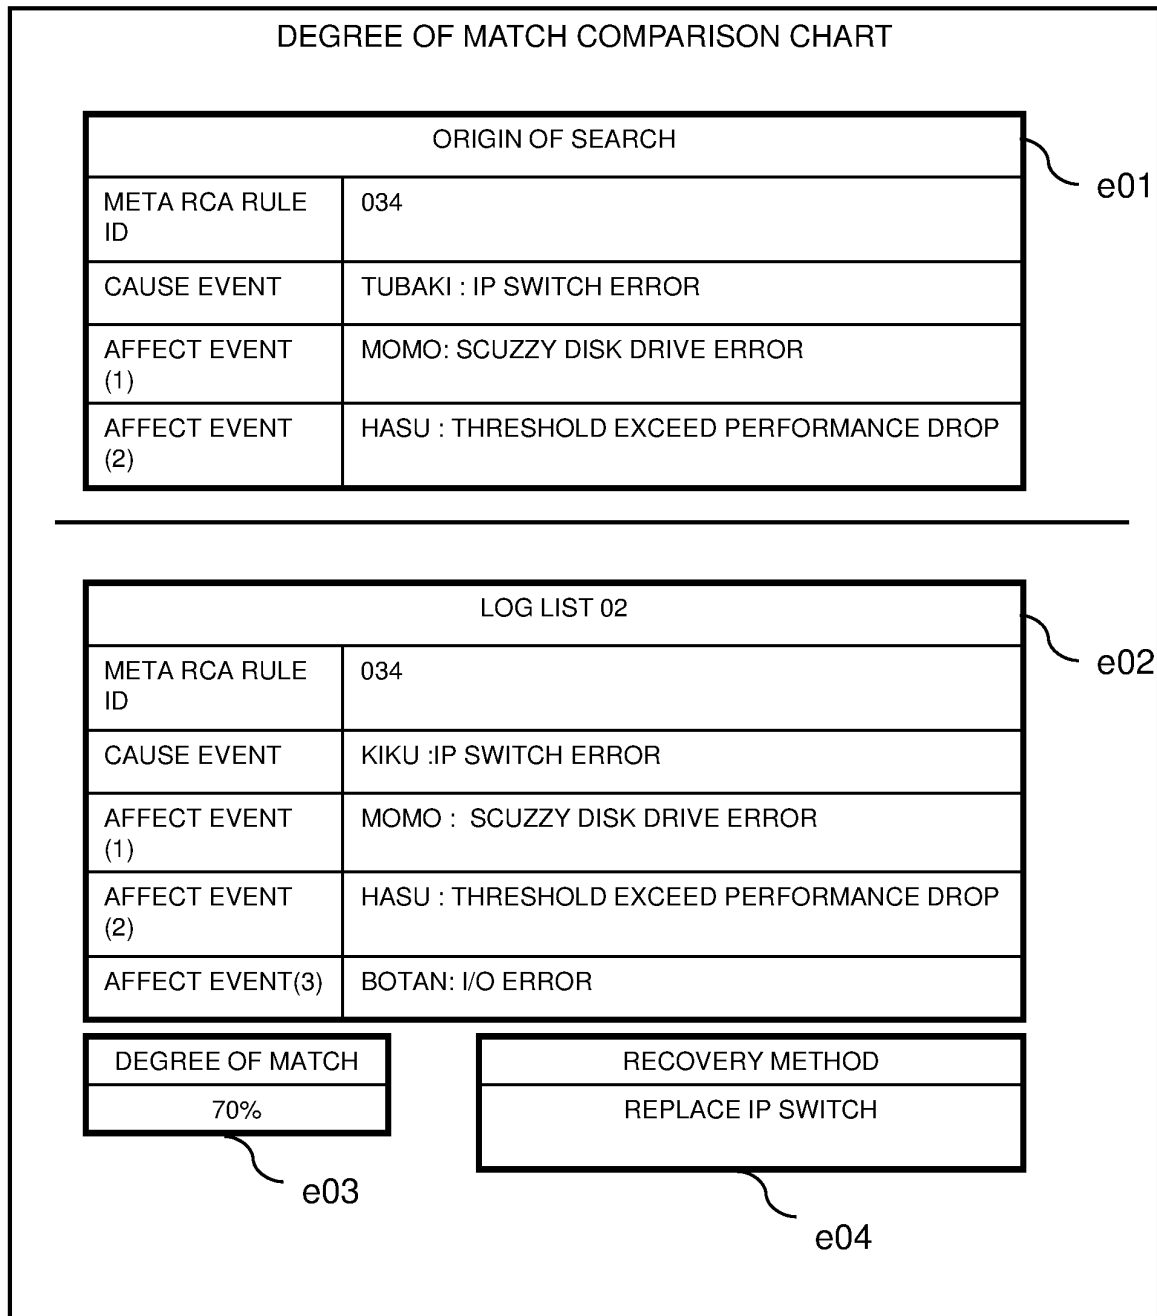 DEGREE OF MATCH COMPARISON CHART
ORIGIN OF SEARCH
e01
META RCA RULE
ID
034
CAUSE EVENT
TUBAKI : IP SWITCH ERROR
AFFECT EVENT
(1)
MOMO: SCUZZY DISK DRIVE ERROR
AFFECT EVENT
(2)
HASU : THRESHOLD EXCEED PERFORMANCE DROP
LOG LIST 02
e02
META RCA RULE
ID
034
CAUSE EVENT
KIKU :IP SWITCH ERROR
AFFECT EVENT
(1)
MOMO : SCUZZY DISK DRIVE ERROR
AFFECT EVENT
(2)
HASU : THRESHOLD EXCEED PERFORMANCE DROP
AFFECT EVENT(3)
BOTAN: I/O ERROR
DEGREE OF MATCH
70%
e03
RECOVERY METHOD
REPLACE IP SWITCH
e04